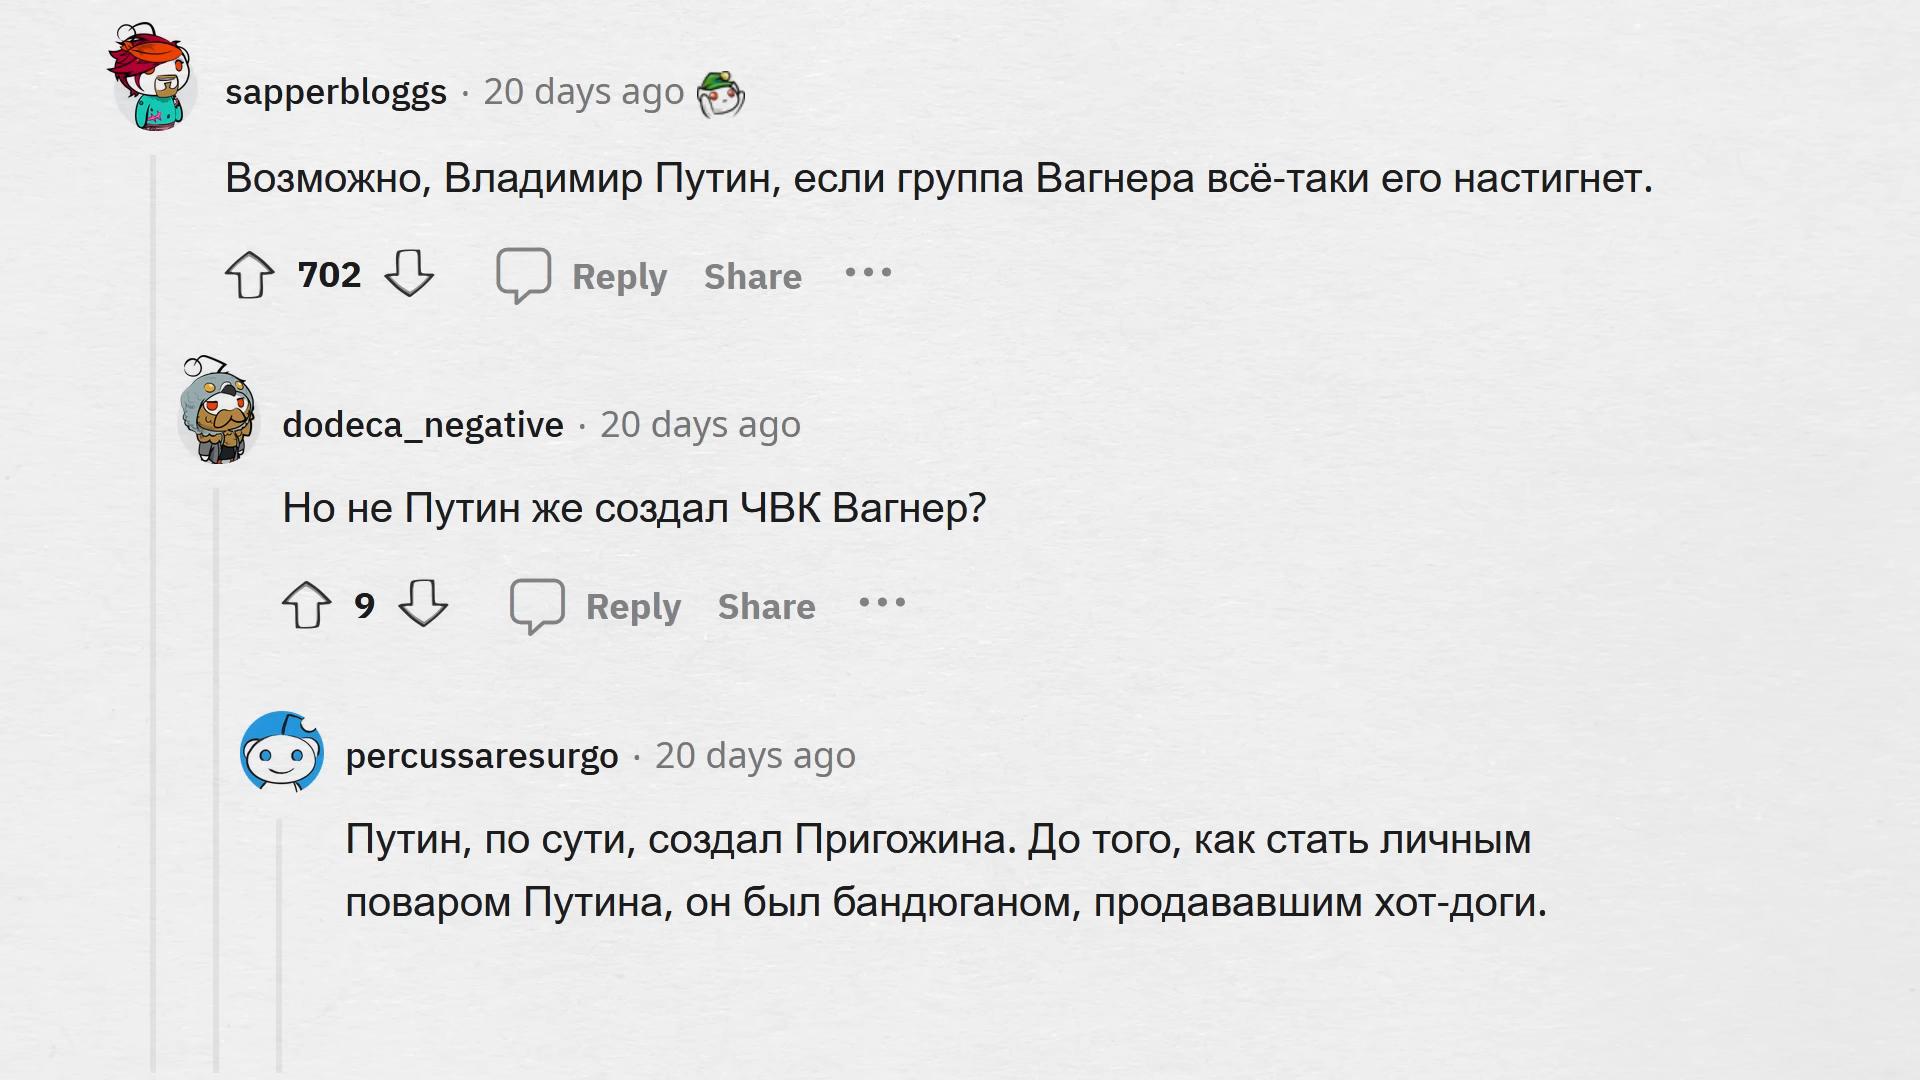 sapperbloggs · 20 days ago
Возможно, Владимир Путин, если группа Вагнера всё-таки его настигнет.
702 Reply Share •••
dodeca_negative · 20 days ago
Но не Путин же создал ЧВК Вагнер?
9 Reply Share •••
percussaresurgo · 20 days ago
Путин, по сути, создал Пригожина. До того, как стать личным
поваром Путина, он был бандюганом, продававшим хот-доги.